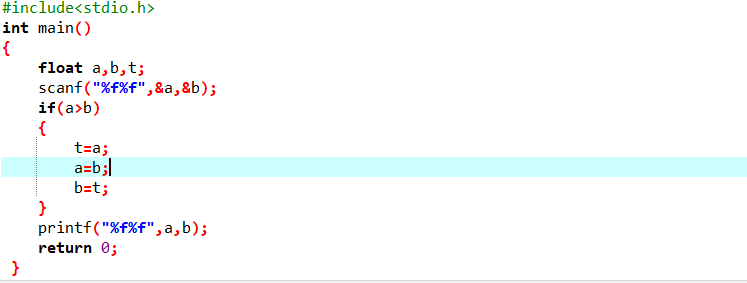 #include<stdio.h>
int main()
{
    float a,b,t;
    scanf("%f%f",&a,&b);
    if(a>b)
    {
        t=a;
        a=b;
        b=t;
    }
    printf("%f%f",a,b);
    return 0;
}